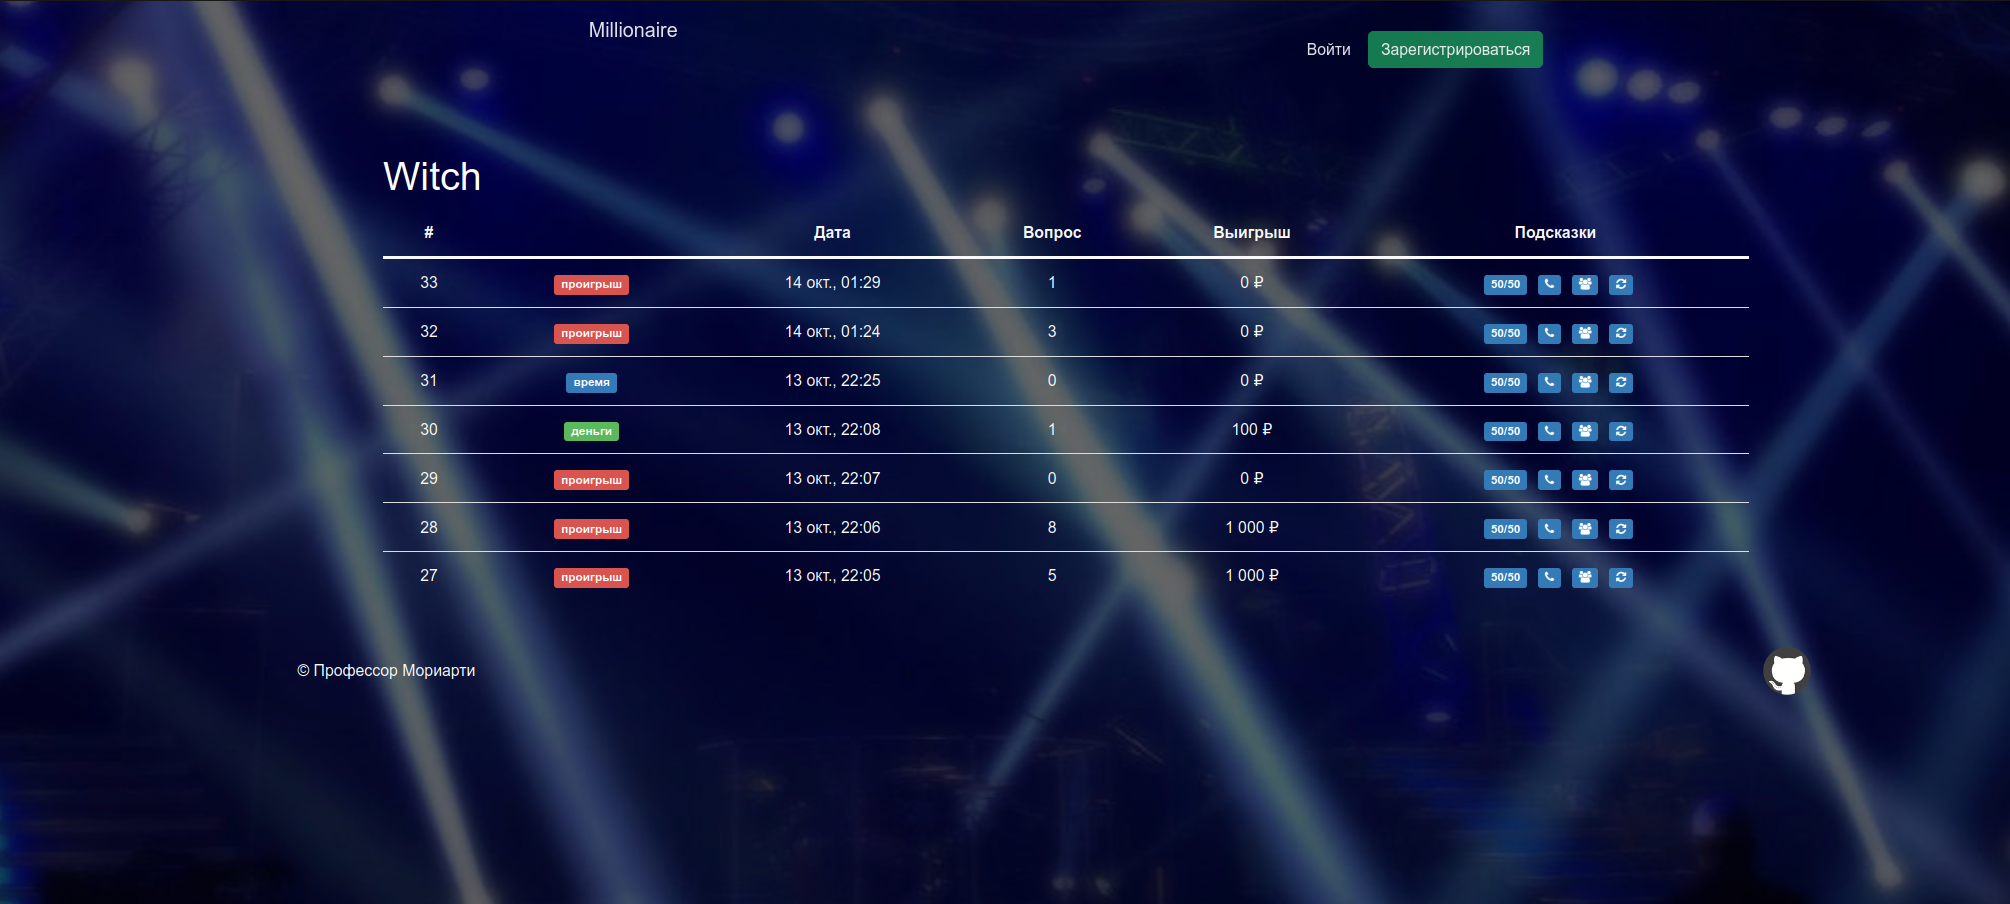 Millionaire
Войти Зарегистрироваться
Witch
# Дата Вопрос Выигрыш Подсказки
33 проигрыш 14 окт., 01:29 1 0 ₽ 50/50
32 проигрыш 14 окт., 01:24 3 0 ₽ 50/50
31 время 13 окт., 22:25 0 0 ₽ 50/50
30 деньги 13 окт., 22:08 1 100 ₽ 50/50
29 проигрыш 13 окт., 22:07 0 0 ₽ 50/50
28 проигрыш 13 окт., 22:06 8 1 000 ₽ 50/50
27 проигрыш 13 окт., 22:05 5 1 000 ₽ 50/50
© Профессор Мориарти